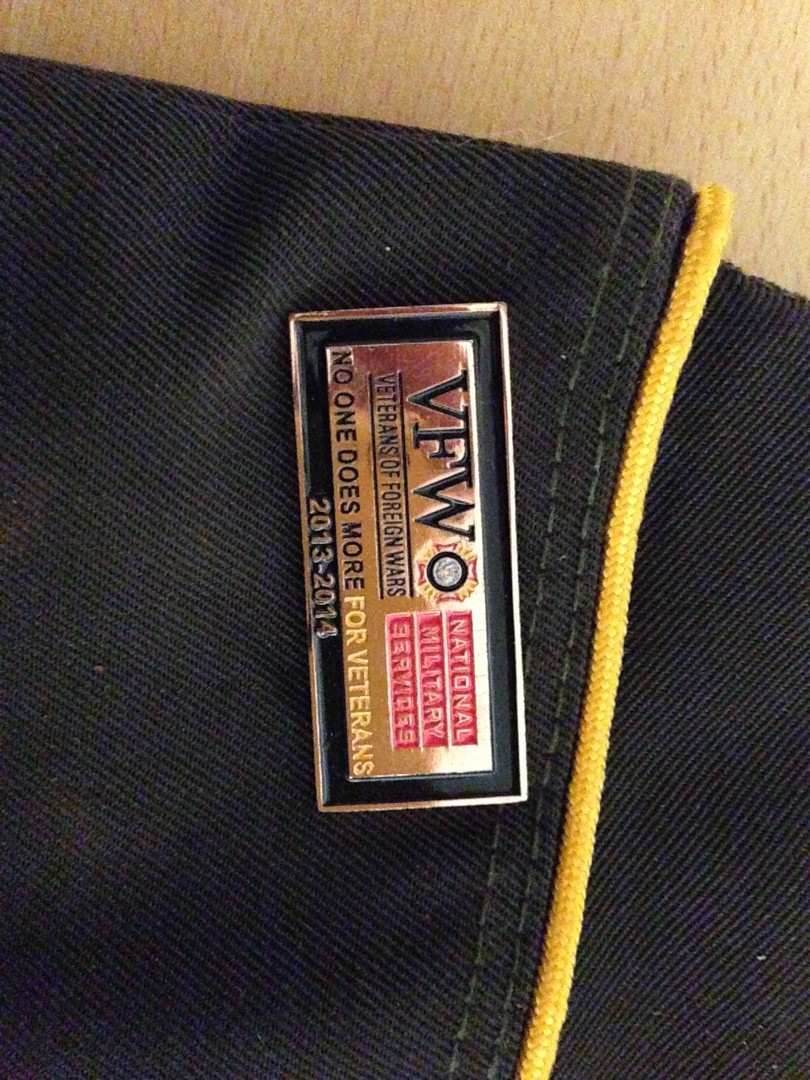 VFW
VETERANS OF FOREIGN WARS
NATIONAL
MILITARY
SERVICES
NO ONE DOES MORE FOR VETERANS
2013-2014